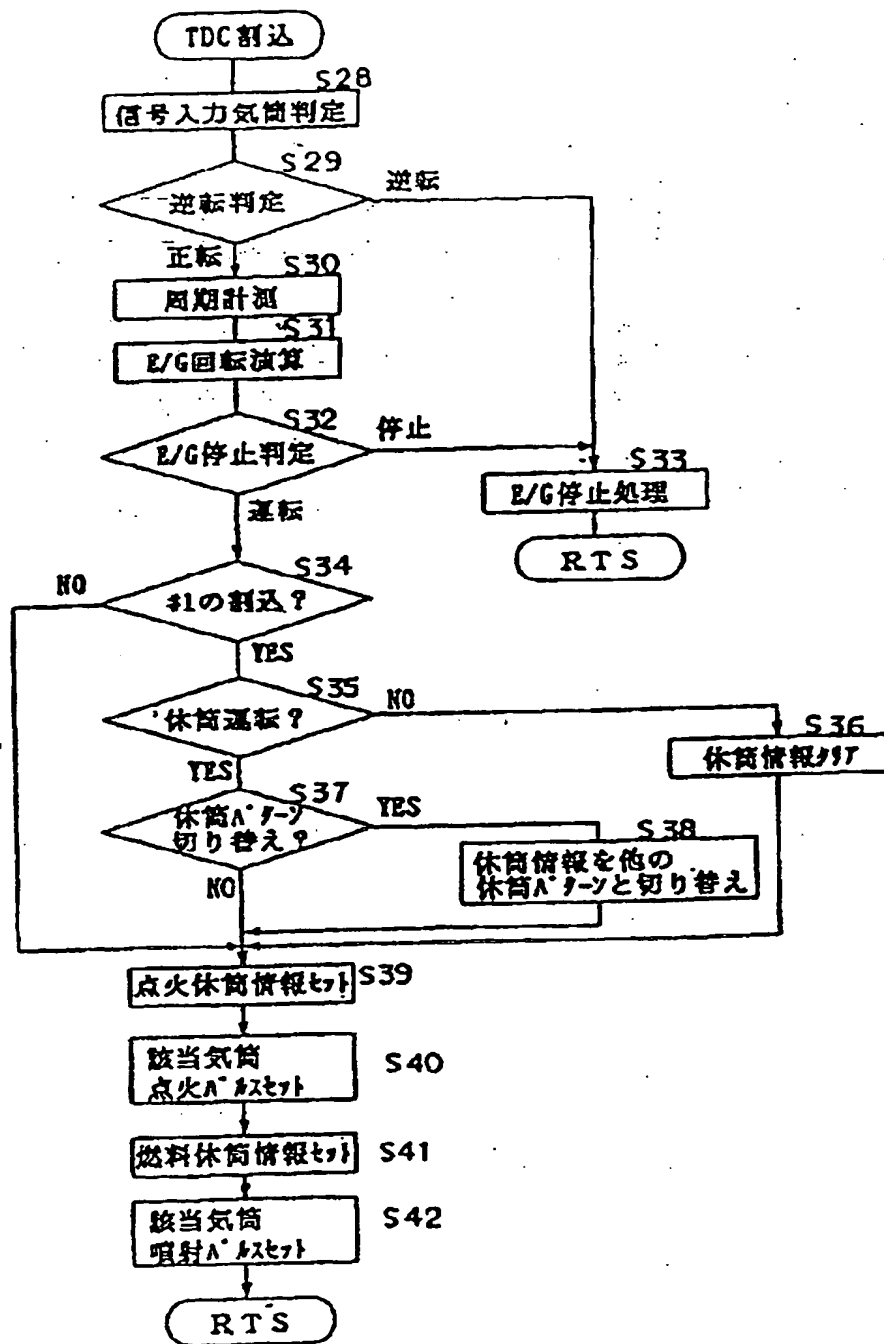 TDC割込
S28
信号入力気筒判定
S29
逆転判定
逆転
正転
S30
周期計測
S31
E/G回転演算
S32
E/G停止判定
停止
S33
E/G停止処理
運転
RTS
S34
NO
#1の割込?
YES
S35
休筒運転?
NO
S36
休筒情報クリア
YES
S37
休筒パターン
切り替え?
YES
S38
休筒情報を他の
休筒パターンと切り替え
NO
点火休筒情報セット
S39
該当気筒
点火パルスセット
S40
燃料休筒情報セット
S41
該当気筒
噴射パルスセット
S42
RTS